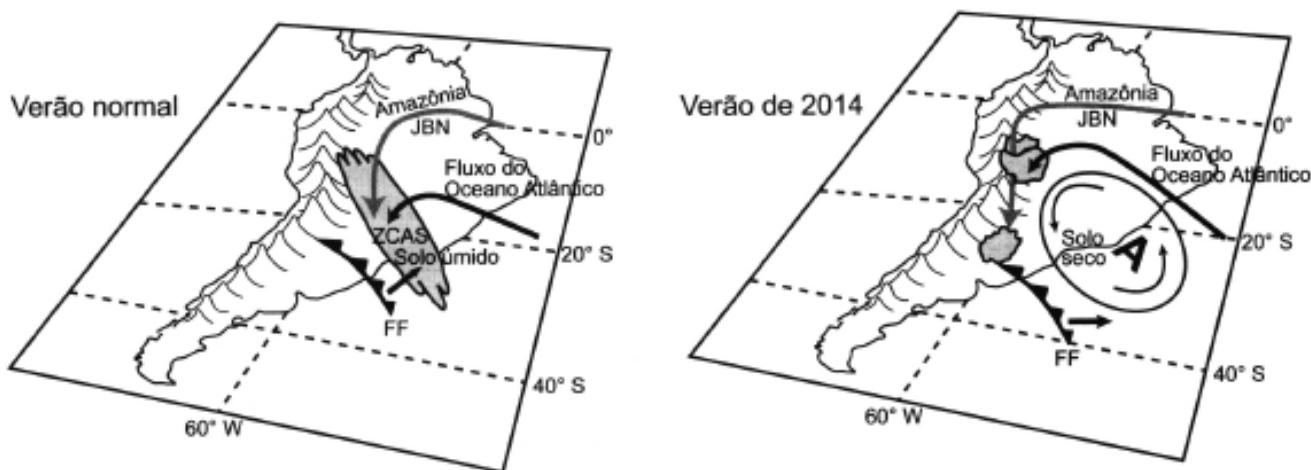 Verão normal
Amazônia
JBN
0°
Fluxo do
Oceano Atlântico
ZCAS
20° S
Solo úmido
FF
40° S
60° W
Verão de 2014
Amazônia
JBN
0°
Fluxo do
Oceano Atlântico
Solo
seco
A
20° S
FF
40° S
60° W